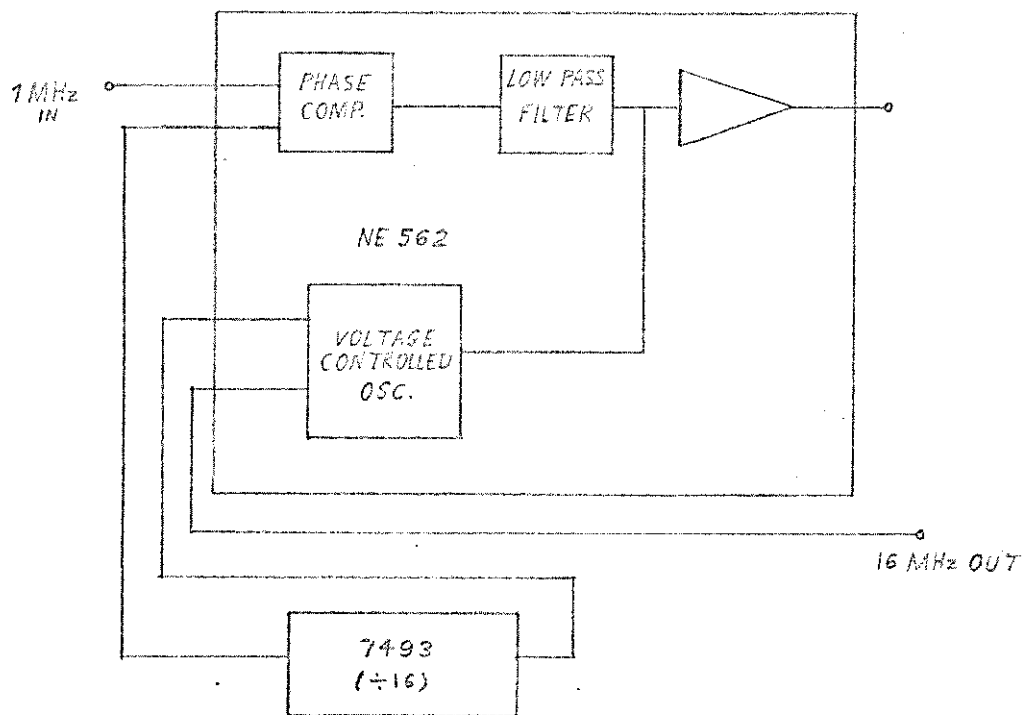 1 MHz
IN
PHASE
COMP.
LOW PASS
FILTER
NE 562
VOLTAGE
CONTROLLED
OSC.
16 MHz OUT
7493
(÷16)